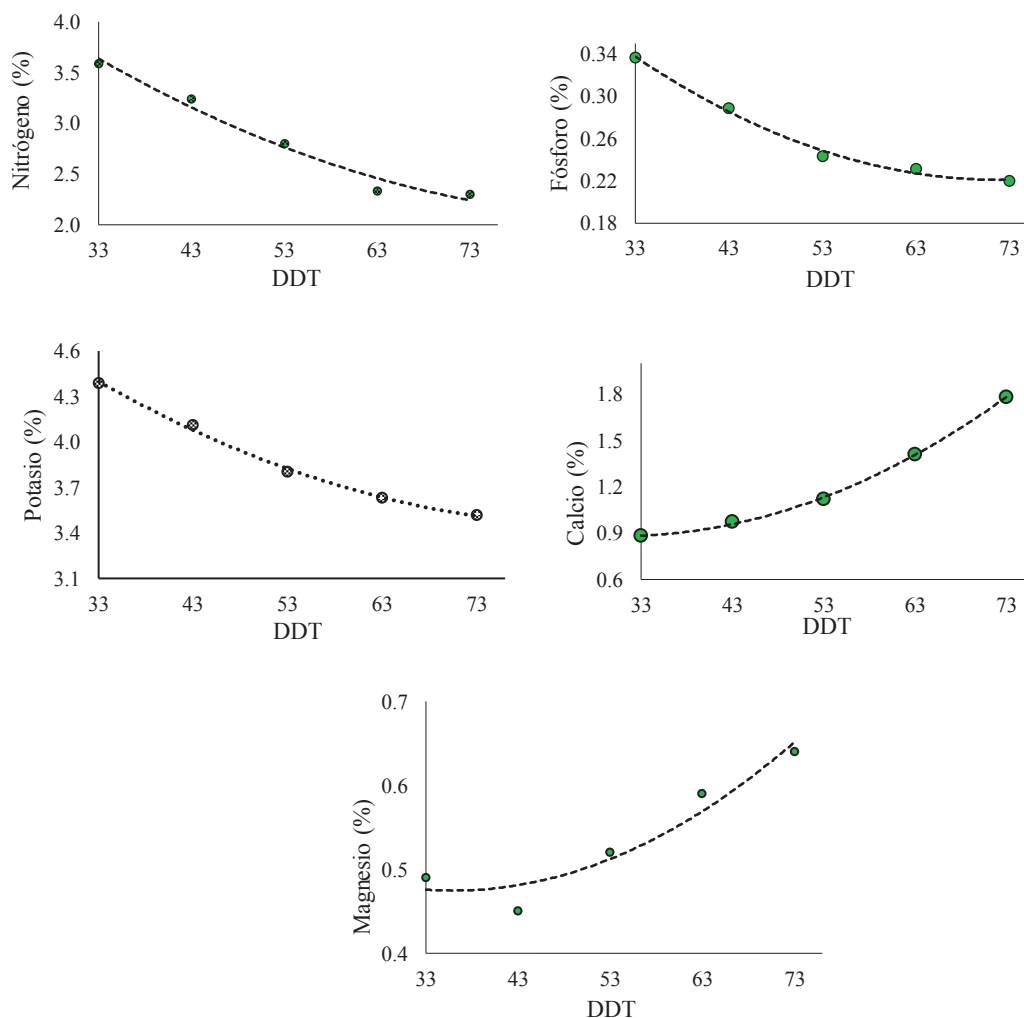 Nitrógeno (%)
4.0
3.5
3.0
2.5
2.0
33 43 53 63 73
DDT
Fósforo (%)
0.34
0.30
0.26
0.22
0.18
33 43 53 63 73
DDT
Potasio (%)
4.6
4.3
4.0
3.7
3.4
3.1
33 43 53 63 73
DDT
Calcio (%)
1.8
1.5
1.2
0.9
0.6
33 43 53 63 73
DDT
Magnesio (%)
0.7
0.6
0.5
0.4
33 43 53 63 73
DDT